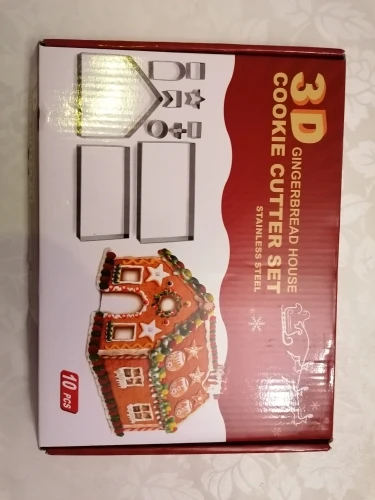 3D
GINGERBREAD HOUSE
COOKIE CUTTER SET
STAINLESS STEEL
10 PCS